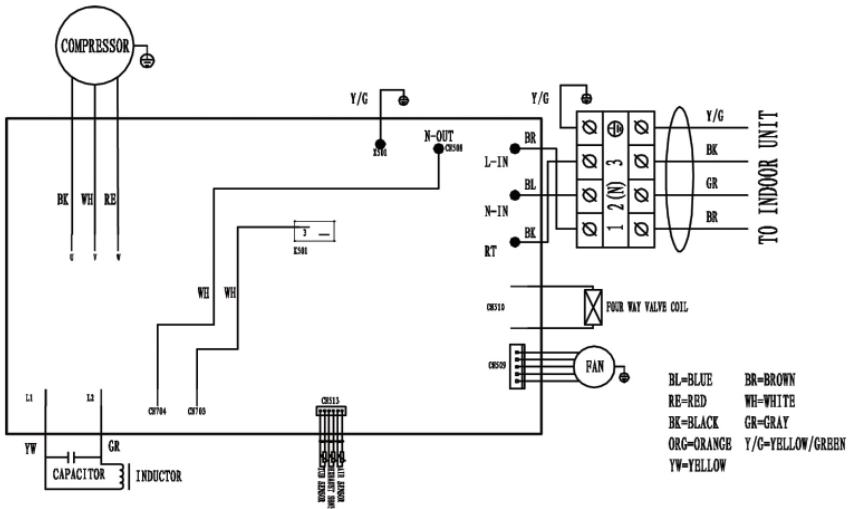 COMPRESSOR
Y/G
Y/G
Y/G
N-OUT
BR
L-IN
BK
BL
GR
N-IN
BK
BR
RT
1 2(N) 3
TO INDOOR UNIT
BK WH RE
U V W
WH WH
FOUR WAY VALVE COIL
FAN
L1 L2
YW GR
CAPACITOR
INDUCTOR
BL=BLUE BR=BROWN
RE=RED WH=WHITE
BK=BLACK GR=GRAY
ORG=ORANGE Y/G=YELLOW/GREEN
YW=YELLOW